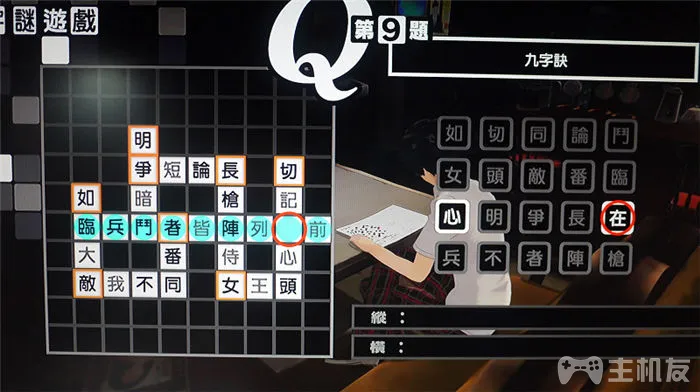 謎遊戲
Q
第9題
九字訣
明
爭短論長 切
如 暗 槍 記
臨兵鬥者皆陣列 前
大 番 侍 心
敵我不同 女王頭
如切同論鬥
女頭敵番臨
心明爭長在
兵不者陣槍
縱：
橫：
主机友